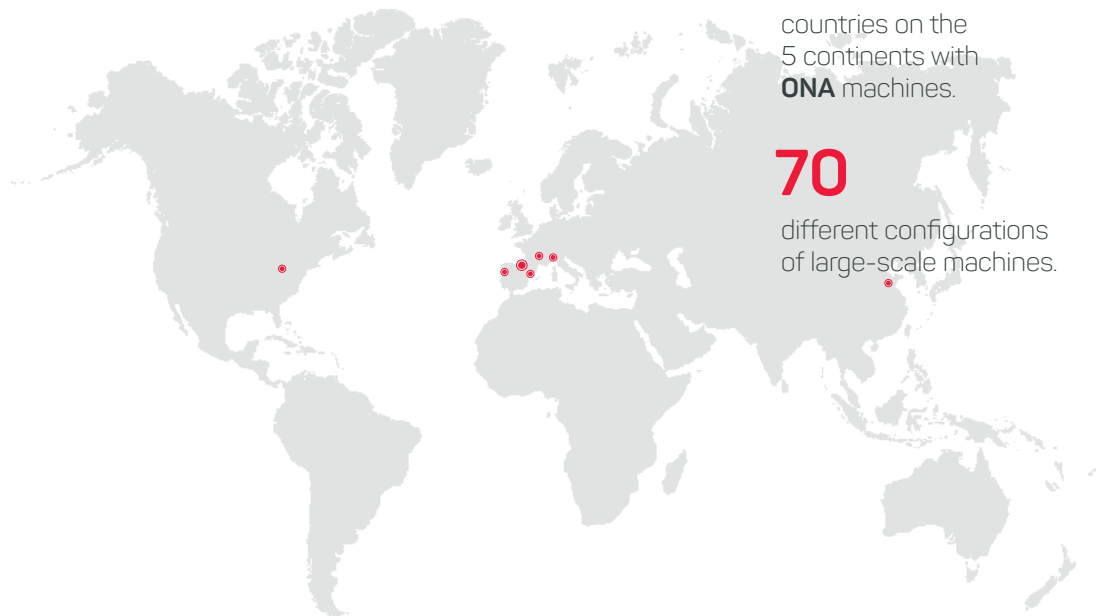 countries on the
5 continents with
ONA machines.
70
different configurations
of large-scale machines.